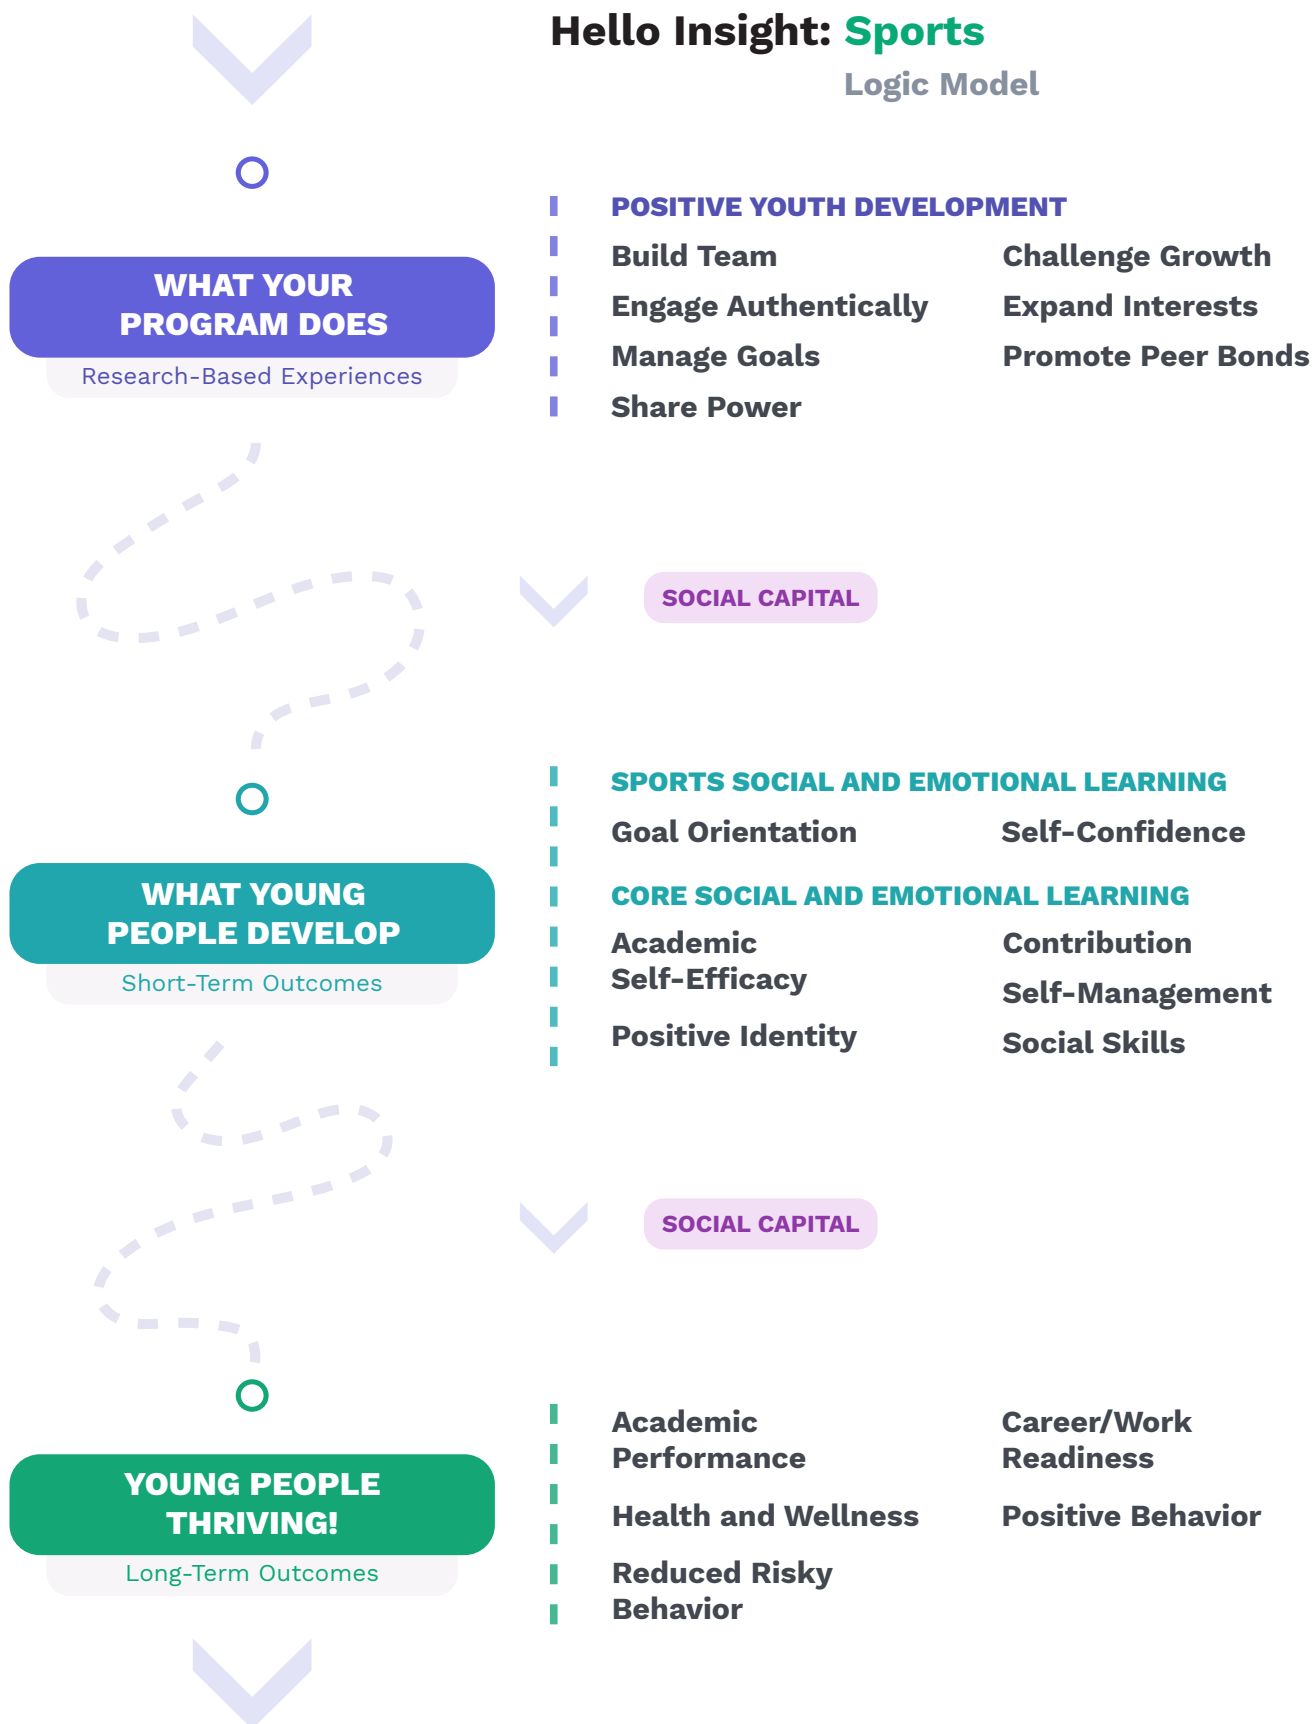 Hello Insight: Sports
Logic Model
WHAT YOUR
PROGRAM DOES
Research-Based Experiences
POSITIVE YOUTH DEVELOPMENT
Build Team
Engage Authentically
Manage Goals
Share Power
Challenge Growth
Expand Interests
Promote Peer Bonds
SOCIAL CAPITAL
WHAT YOUNG
PEOPLE DEVELOP
Short-Term Outcomes
SPORTS SOCIAL AND EMOTIONAL LEARNING
Goal Orientation
Self-Confidence
CORE SOCIAL AND EMOTIONAL LEARNING
Academic
Self-Efficacy
Positive Identity
Contribution
Self-Management
Social Skills
SOCIAL CAPITAL
YOUNG PEOPLE
THRIVING!
Long-Term Outcomes
Academic
Performance
Health and Wellness
Reduced Risky
Behavior
Career/Work
Readiness
Positive Behavior